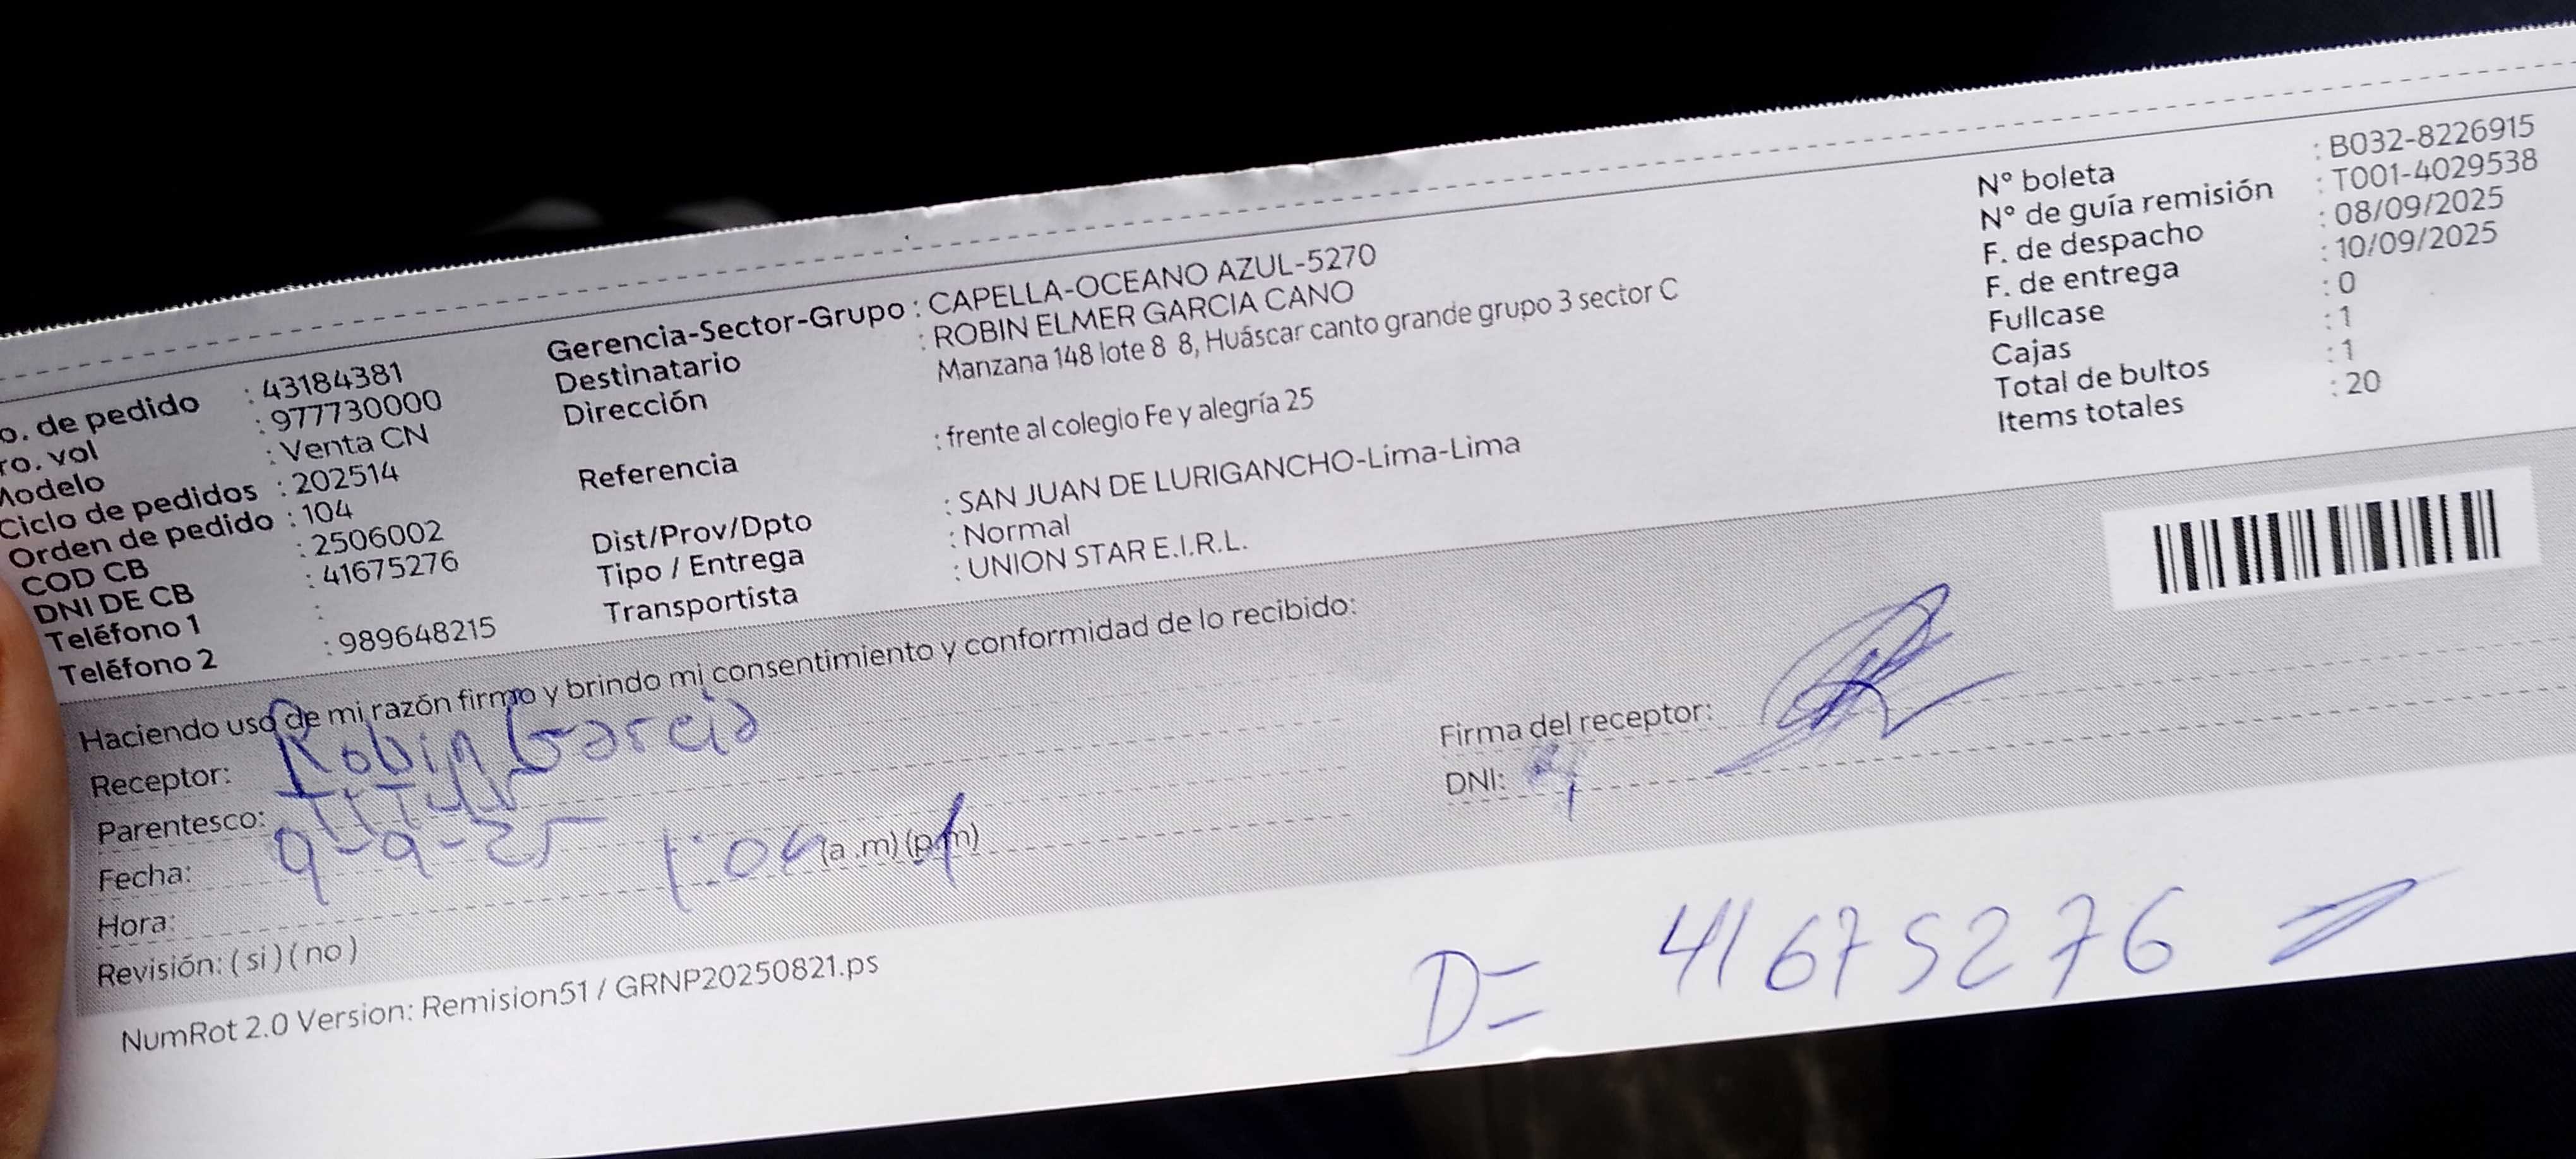 o. de pedido : 43184381
ro. vol : 977730000
Modelo : Venta CN
Ciclo de pedidos : 202514
Orden de pedido : 104
COD CB : 2506002
DNI DE CB : 41675276
Teléfono 1 :
Teléfono 2 : 989648215
Gerencia-Sector-Grupo : CAPELLA-OCEANO AZUL-5270
Destinatario : ROBIN ELMER GARCIA CANO
Dirección Manzana 148 lote 8 8, Huáscar canto grande grupo 3 sector C
Referencia : frente al colegio Fe y alegría 25
Dist/Prov/Dpto : SAN JUAN DE LURIGANCHO-Lima-Lima
Tipo / Entrega : Normal
Transportista : UNION STAR E.I.R.L.
N° boleta : B032-8226915
N° de guía remisión : T001-4029538
F. de despacho : 08/09/2025
F. de entrega : 10/09/2025
Fullcase : 0
Cajas : 1
Total de bultos : 1
Items totales : 20
Haciendo uso de mi razón firmo y brindo mi consentimiento y conformidad de lo recibido:
Receptor: Robin Garcia
Parentesco:
Fecha: 9-9-25
Hora: (a.m) (p.m)
Revisión: ( si ) ( no )
Firma del receptor:
DNI:
NumRot 2.0 Version: Remision51 / GRNP20250821.ps
D= 41675276